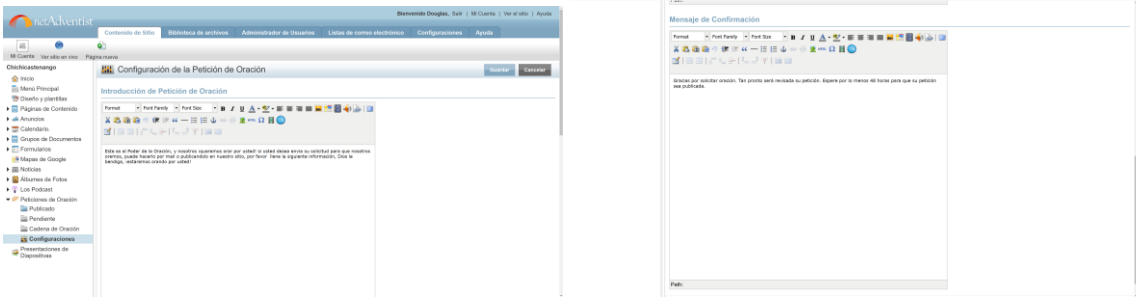 netAdventist
Bienvenido Douglas, Salir | Mi Cuenta | Ver el sitio | Ayuda
Contenido de Sitio Biblioteca de archivos Administrador de Usuarios Listas de correo electrónico Configuraciones Ayuda
Mi Cuenta Ver sitio en vivo Página nueva
Chichicastenango
Inicio
Menú Principal
Diseño y plantillas
Páginas de Contenido
Anuncios
Calendario.
Grupos de Documentos
Formularios
Mapas de Google
Noticias
Álbumes de Fotos
Los Podcast
Peticiones de Oración
Publicado
Pendiente
Cadena de Oración
Configuraciones
Presentaciones de
Diapositivas
Configuración de la Petición de Oración
Guardar Cancelar
Introducción de Petición de Oración
Format Font Family Font Size
Este es el Poder de la Oración, y nosotros queremos orar por usted! si usted desea envie su solicitud para que nosotros
oremos, puede hacerlo por mail o publicandolo en nuestro sitio, por favor llene la siguiente información, Dios le
bendiga, !estaremos orando por usted!
Mensaje de Confirmación
Format Font Family Font Size
Gracias por solicitar oración. Tan pronto será revisada su petición. Espere por lo menos 48 horas para que su petición
sea publicada.
Path: